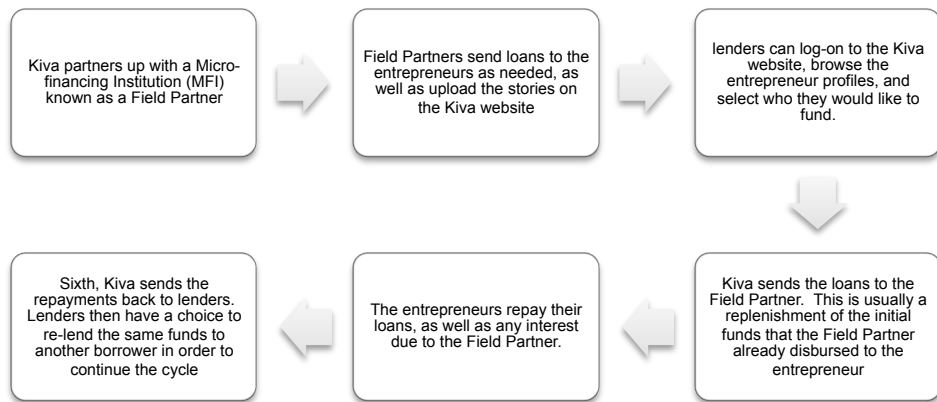 Kiva partners up with a Micro-
financing Institution (MFI)
known as a Field Partner
Field Partners send loans to the
entrepreneurs as needed, as
well as upload the stories on
the Kiva website
lenders can log-on to the Kiva
website, browse the
entrepreneur profiles, and
select who they would like to
fund.
Kiva sends the loans to the
Field Partner.  This is usually a
replenishment of the initial
funds that the Field Partner
already disbursed to the
entrepreneur
The entrepreneurs repay their
loans, as well as any interest
due to the Field Partner.
Sixth, Kiva sends the
repayments back to lenders.
Lenders then have a choice to
re-lend the same funds to
another borrower in order to
continue the cycle